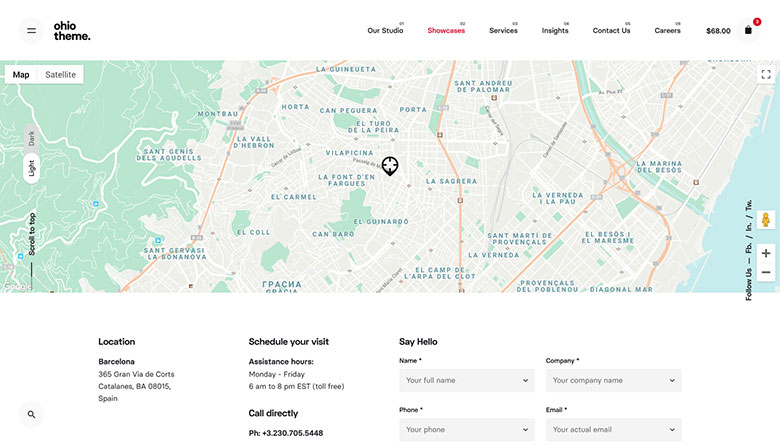 ohio
theme.
Our Studio 01
Showcases 02
Services 03
Insights 04
Contact Us 05
Careers 06
$68.00
3
Map Satellite
LA GUINEUETA
SANT ANDREU
DE PALOMAR
HORTA
CAN PEGUERA
PORTA
MONTBAU
EL TURÓ
DE LA PEIRA
LA VALL
D'HEBRON
Dark
Light
SANT GENÍS
DELS AGUDELLS
VILAPICINA
LA FONT D'EN
FARGUES
LA SAGRERA
LA MARINA
DEL BESÒS
EL CARMEL
LA VERNEDA
I LA PAU
EL GUINARDÓ
EL COLL
CAN BARÓ
SANT MARTÍ DE
PROVENÇALS
EL BESÒS I
EL MARESME
SANT GERVASI
LA BONANOVA
LA VERNEDA
EL CAMP DE
L'ARPA DEL CLOT
ГРАСИА
GRÀCIA
PROVENÇALS
DEL POBLENOU
DIAGONAL MAR
Scroll to top
Follow Us — Fb. / In. / Tw.
Google
Location
Barcelona
365 Gran Via de Corts
Catalanes, BA 08015,
Spain
Schedule your visit
Assistance hours:
Monday - Friday
6 am to 8 pm EST (toll free)
Call directly
Ph: +3.230.705.5448
Say Hello
Name * Company *
Your full name Your company name
Phone * Email *
Your phone Your actual email